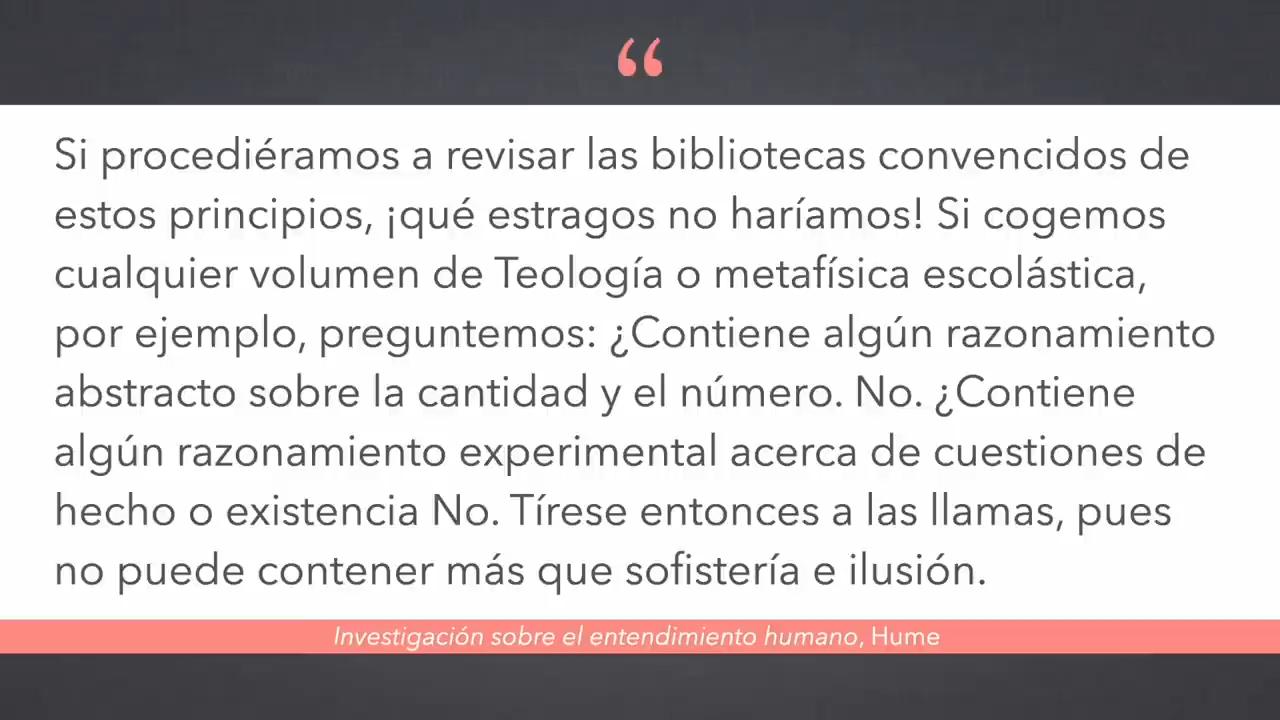 “
Si procediéramos a revisar las bibliotecas convencidos de
estos principios, ¡qué estragos no haríamos! Si cogemos
cualquier volumen de Teología o metafísica escolástica,
por ejemplo, preguntemos: ¿Contiene algún razonamiento
abstracto sobre la cantidad y el número. No. ¿Contiene
algún razonamiento experimental acerca de cuestiones de
hecho o existencia No. Tírese entonces a las llamas, pues
no puede contener más que sofistería e ilusión.
Investigación sobre el entendimiento humano, Hume